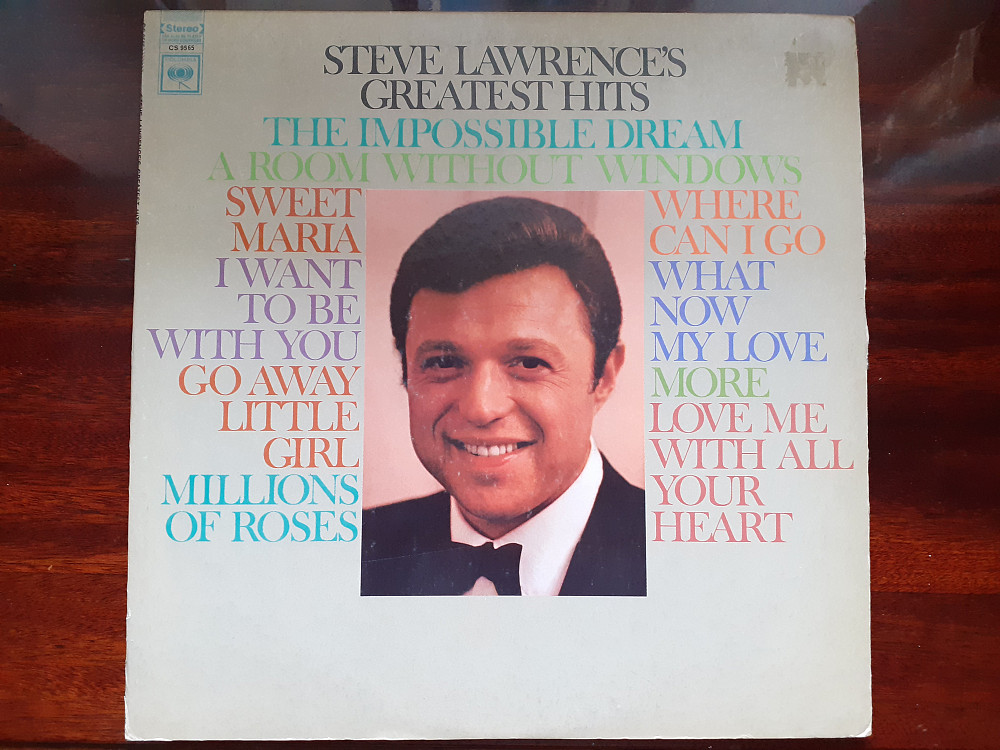 Stereo
CS 9565
COLUMBIA
STEVE LAWRENCE'S
GREATEST HITS
THE IMPOSSIBLE DREAM
A ROOM WITHOUT WINDOWS
SWEET
MARIA
I WANT
TO BE
WITH YOU
GO AWAY
LITTLE
GIRL
MILLIONS
OF ROSES
WHERE
CAN I GO
WHAT
NOW
MY LOVE
MORE
LOVE ME
WITH ALL
YOUR
HEART